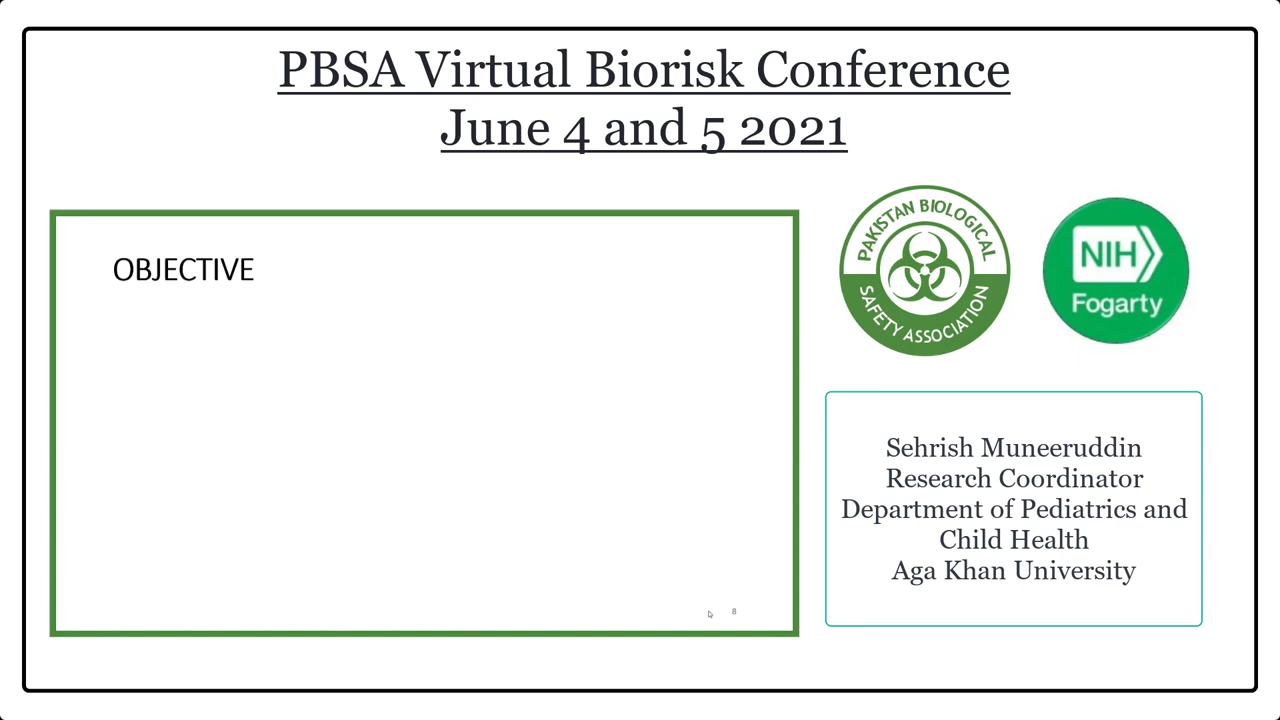 PBSA Virtual Biorisk Conference
June 4 and 5 2021
OBJECTIVE
8
PAKISTAN BIOLOGICAL
SAFETY ASSOCIATION
NIH
Fogarty
Sehrish Muneeruddin
Research Coordinator
Department of Pediatrics and
Child Health
Aga Khan University